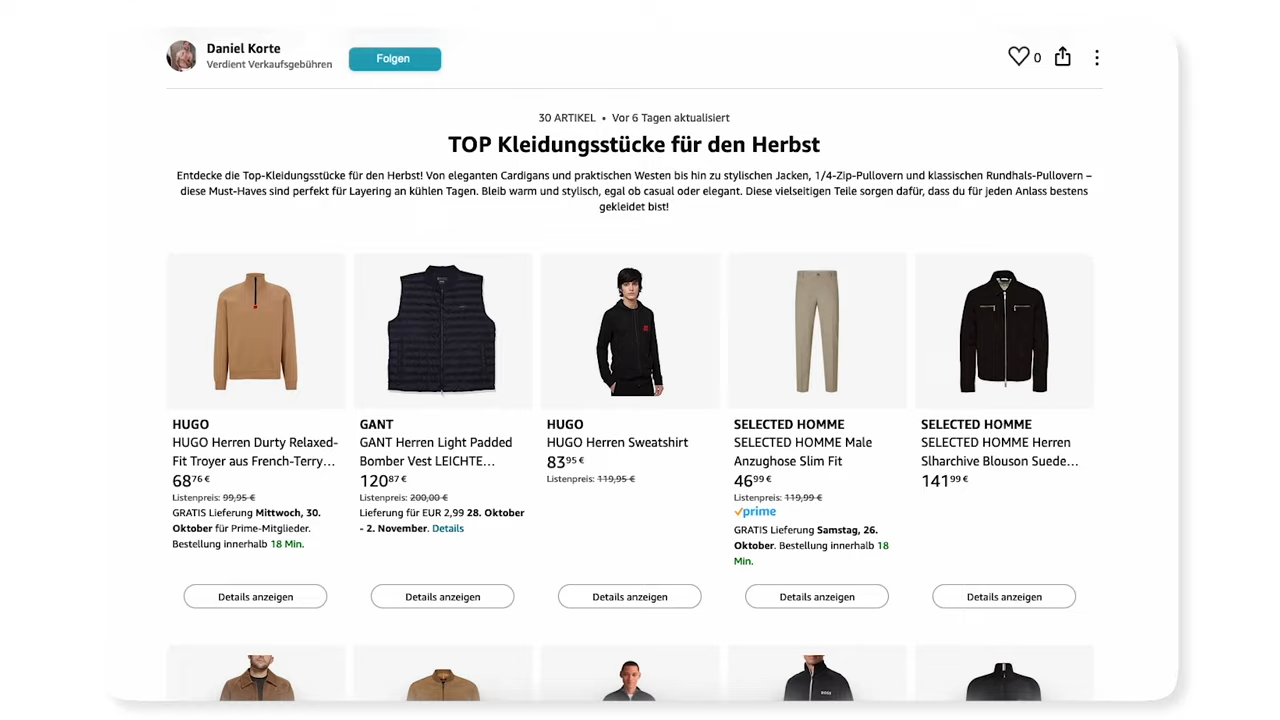 Daniel Korte
Verdient Verkaufsgebühren
Folgen
0
30 ARTIKEL • Vor 6 Tagen aktualisiert
TOP Kleidungsstücke für den Herbst
Entdecke die Top-Kleidungsstücke für den Herbst! Von eleganten Cardigans und praktischen Westen bis hin zu stylischen Jacken, 1/4-Zip-Pullovern und klassischen Rundhals-Pullovern –
diese Must-Haves sind perfekt für Layering an kühlen Tagen. Bleib warm und stylisch, egal ob casual oder elegant. Diese vielseitigen Teile sorgen dafür, dass du für jeden Anlass bestens
gekleidet bist!
HUGO
HUGO Herren Durty Relaxed-
Fit Troyer aus French-Terry…
68,76 €
Listenpreis: 99,95 €
GRATIS Lieferung Mittwoch, 30.
Oktober für Prime-Mitglieder.
Bestellung innerhalb 18 Min.
Details anzeigen
GANT
GANT Herren Light Padded
Bomber Vest LEICHTE…
120,87 €
Listenpreis: 200,00 €
Lieferung für EUR 2,99 28. Oktober
- 2. November. Details
Details anzeigen
HUGO
HUGO Herren Sweatshirt
83,95 €
Listenpreis: 119,95 €
Details anzeigen
SELECTED HOMME
SELECTED HOMME Male
Anzughose Slim Fit
46,99 €
Listenpreis: 119,99 €
prime
GRATIS Lieferung Samstag, 26.
Oktober. Bestellung innerhalb 18
Min.
Details anzeigen
SELECTED HOMME
SELECTED HOMME Herren
Slharchive Blouson Suede…
141,99 €
Details anzeigen
BOSS